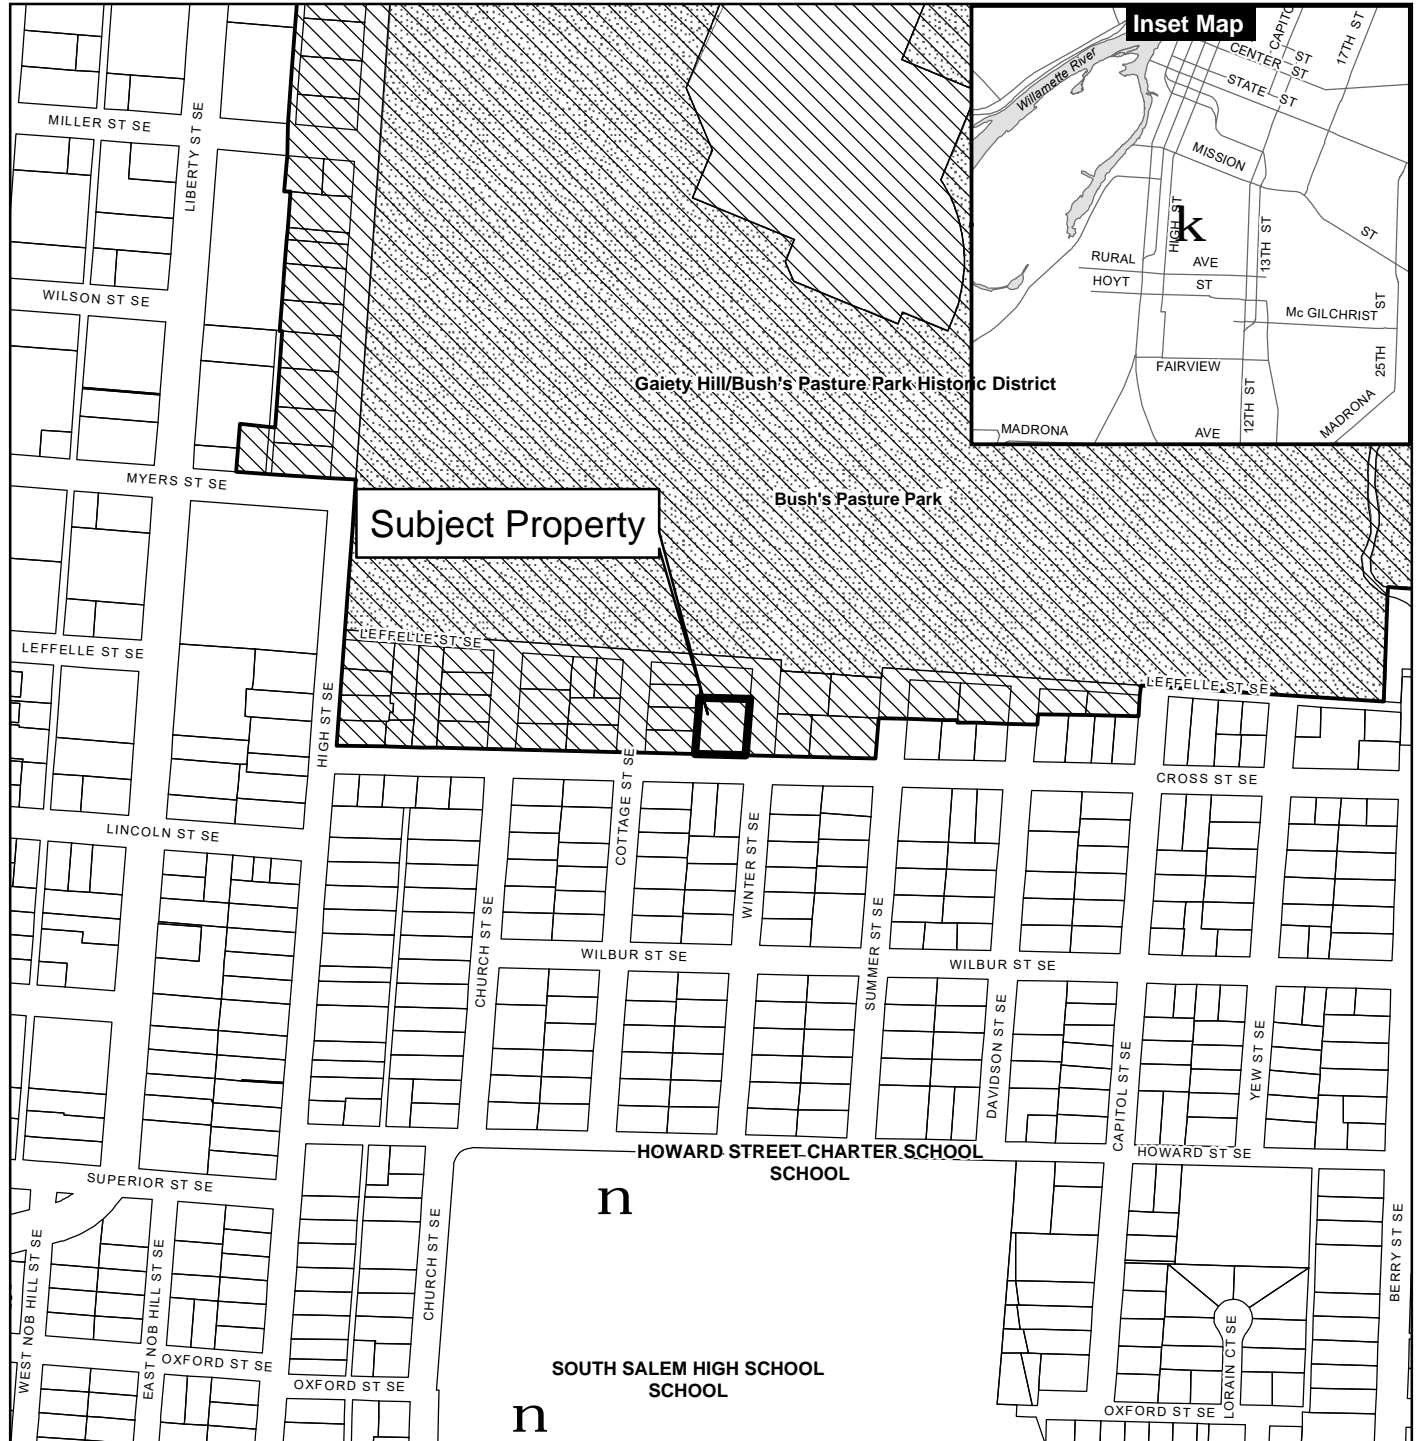 Inset Map
CAPITO
ST
17TH ST
CENTER ST
STATE ST
Willamette River
MISSION
ST
HIGH ST
k
13TH ST
RURAL AVE
HOYT ST
Mc GILCHRIST
ST
25TH
FAIRVIEW
12TH ST
MADRONA AVE
MADRONA
MILLER ST SE
LIBERTY ST SE
WILSON ST SE
Gaiety Hill/Bush's Pasture Park Historic District
MYERS ST SE
Bush's Pasture Park
Subject Property
LEFFELLE ST SE
LEFFELLE ST SE
LEFFELLE ST SE
HIGH ST SE
CROSS ST SE
COTTAGE ST SE
LINCOLN ST SE
WINTER ST SE
CHURCH ST SE
SUMMER ST SE
WILBUR ST SE
WILBUR ST SE
DAVIDSON ST SE
CAPITOL ST SE
YEW ST SE
HOWARD STREET CHARTER SCHOOL
SCHOOL
HOWARD ST SE
SUPERIOR ST SE
n
WEST NOB HILL ST SE
EAST NOB HILL ST SE
CHURCH ST SE
BERRY ST SE
LORAIN CT SE
OXFORD ST SE
OXFORD ST SE
SOUTH SALEM HIGH SCHOOL
SCHOOL
n
OXFORD ST SE